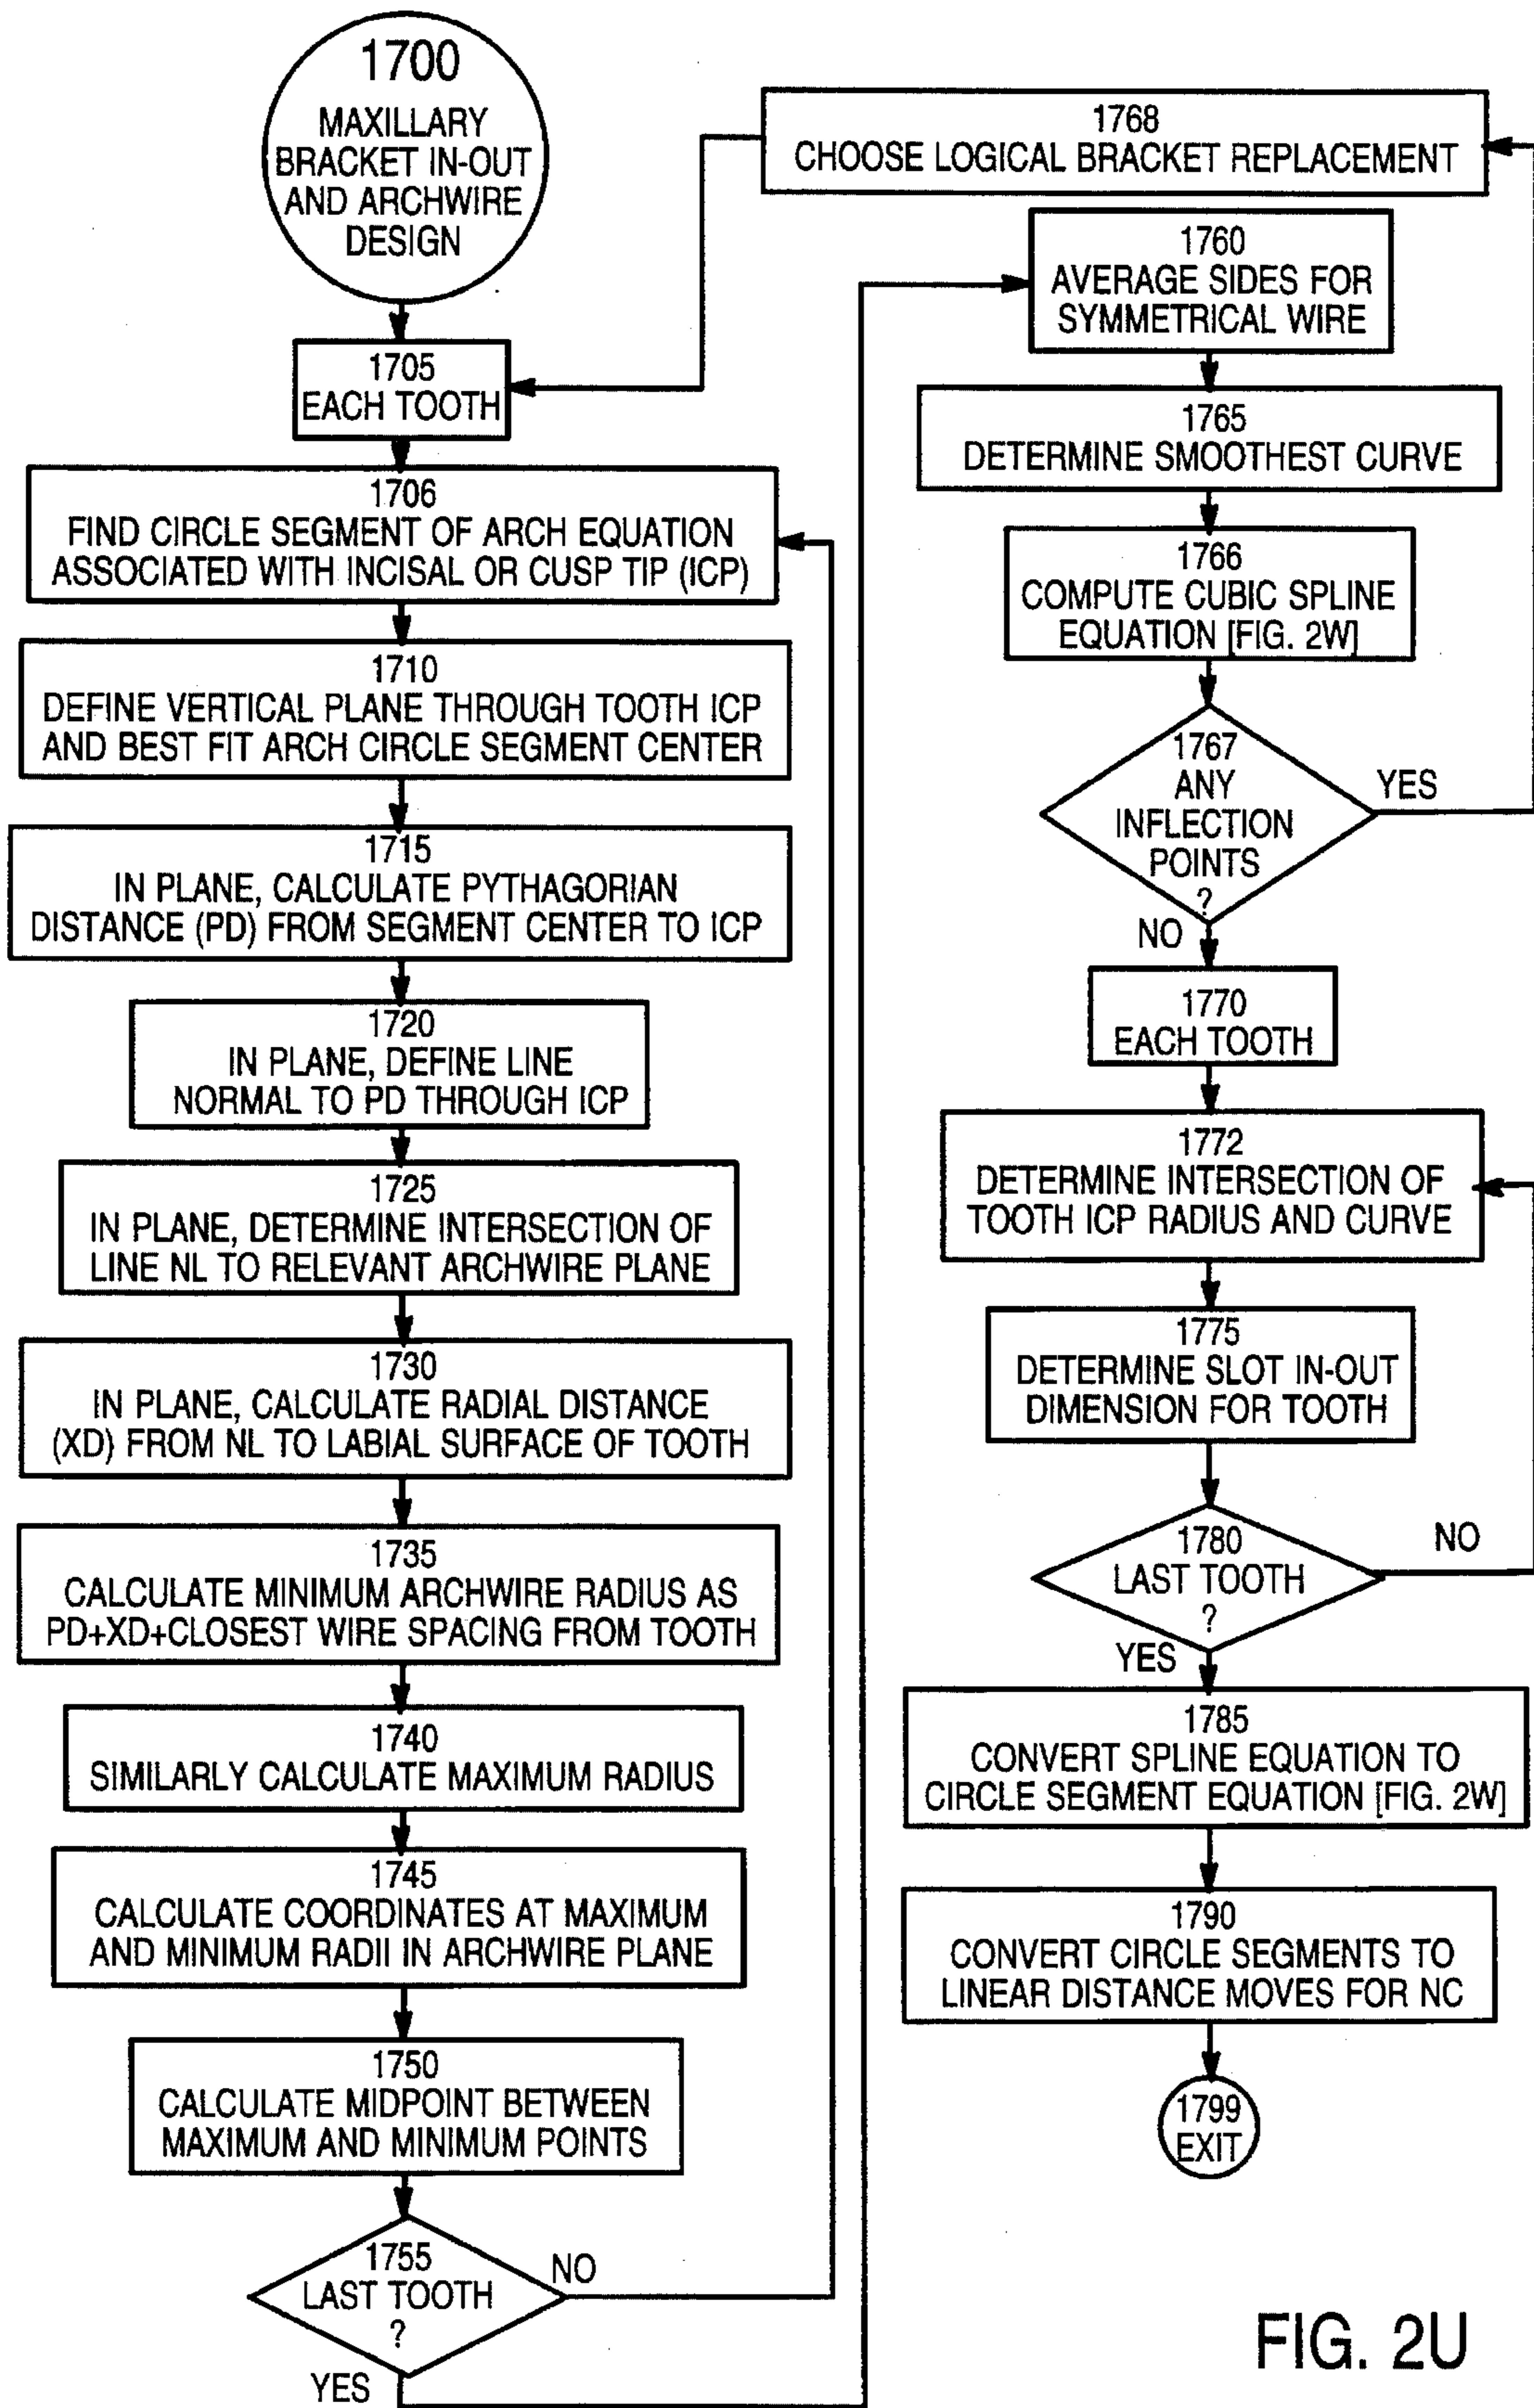 1700
MAXILLARY
BRACKET IN-OUT
AND ARCHWIRE
DESIGN
1705
EACH TOOTH
1706
FIND CIRCLE SEGMENT OF ARCH EQUATION
ASSOCIATED WITH INCISAL OR CUSP TIP (ICP)
1710
DEFINE VERTICAL PLANE THROUGH TOOTH ICP
AND BEST FIT ARCH CIRCLE SEGMENT CENTER
1715
IN PLANE, CALCULATE PYTHAGORIAN
DISTANCE (PD) FROM SEGMENT CENTER TO ICP
1720
IN PLANE, DEFINE LINE
NORMAL TO PD THROUGH ICP
1725
IN PLANE, DETERMINE INTERSECTION OF
LINE NL TO RELEVANT ARCHWIRE PLANE
1730
IN PLANE, CALCULATE RADIAL DISTANCE
(XD) FROM NL TO LABIAL SURFACE OF TOOTH
1735
CALCULATE MINIMUM ARCHWIRE RADIUS AS
PD+XD+CLOSEST WIRE SPACING FROM TOOTH
1740
SIMILARLY CALCULATE MAXIMUM RADIUS
1745
CALCULATE COORDINATES AT MAXIMUM
AND MINIMUM RADII IN ARCHWIRE PLANE
1750
CALCULATE MIDPOINT BETWEEN
MAXIMUM AND MINIMUM POINTS
1755
LAST TOOTH
?
NO
YES
1768
CHOOSE LOGICAL BRACKET REPLACEMENT
1760
AVERAGE SIDES FOR
SYMMETRICAL WIRE
1765
DETERMINE SMOOTHEST CURVE
1766
COMPUTE CUBIC SPLINE
EQUATION [FIG. 2W]
1767
ANY
INFLECTION
POINTS
?
YES
NO
1770
EACH TOOTH
1772
DETERMINE INTERSECTION OF
TOOTH ICP RADIUS AND CURVE
1775
DETERMINE SLOT IN-OUT
DIMENSION FOR TOOTH
1780
LAST TOOTH
?
NO
YES
1785
CONVERT SPLINE EQUATION TO
CIRCLE SEGMENT EQUATION [FIG. 2W]
1790
CONVERT CIRCLE SEGMENTS TO
LINEAR DISTANCE MOVES FOR NC
1799
EXIT
FIG. 2U